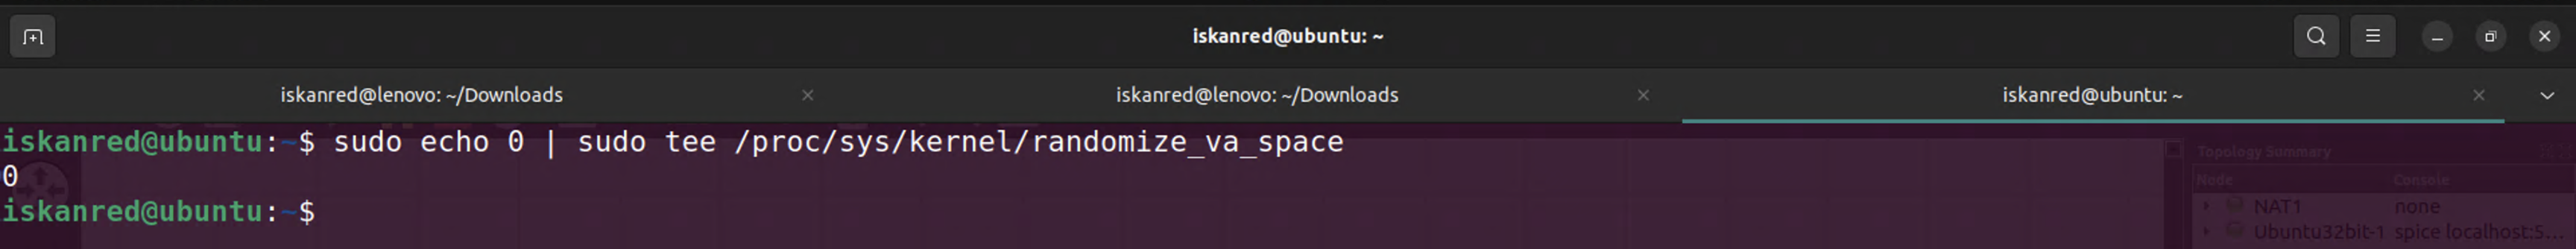 iskanred@ubuntu: ~
iskanred@lenovo: ~/Downloads
iskanred@lenovo: ~/Downloads
iskanred@ubuntu: ~
iskanred@ubuntu:~$ sudo echo 0 | sudo tee /proc/sys/kernel/randomize_va_space
0
iskanred@ubuntu:~$
Topology Summary
Node Console
NAT1 none
Ubuntu32bit-1 spice localhost:5...